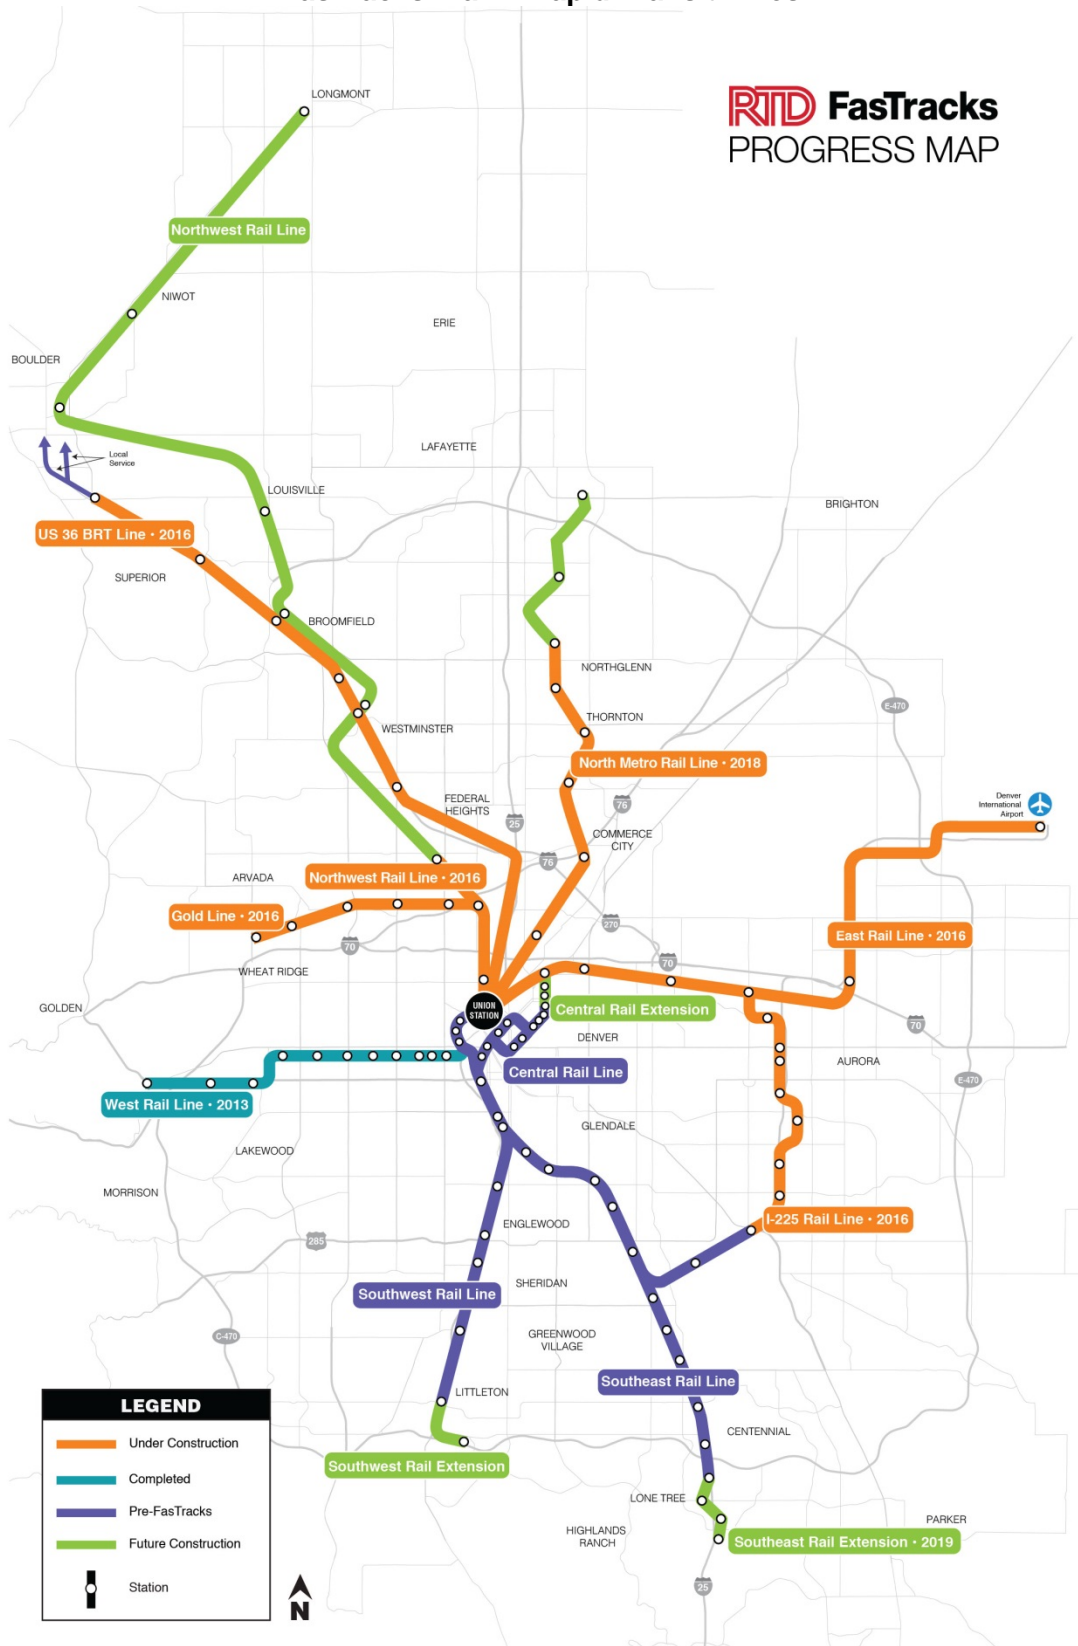 RTD FasTracks
PROGRESS MAP
LONGMONT
Northwest Rail Line
NIWOT
ERIE
BOULDER
LAFAYETTE
Local
Service
LOUISVILLE
BRIGHTON
US 36 BRT Line • 2016
SUPERIOR
BROOMFIELD
NORTHGLENN
E-470
THORNTON
WESTMINSTER
North Metro Rail Line • 2018
Denver
International
Airport
FEDERAL
HEIGHTS
76
25
COMMERCE
CITY
76
ARVADA
Northwest Rail Line • 2016
Gold Line • 2016
270
East Rail Line • 2016
70
70
WHEAT RIDGE
GOLDEN
UNION
STATION
Central Rail Extension
70
DENVER
AURORA
Central Rail Line
E-470
West Rail Line • 2013
GLENDALE
LAKEWOOD
MORRISON
I-225 Rail Line • 2016
ENGLEWOOD
285
SHERIDAN
Southwest Rail Line
C-470
GREENWOOD
VILLAGE
Southeast Rail Line
LITTLETON
LEGEND
CENTENNIAL
Under Construction
Southwest Rail Extension
Completed
LONE TREE
Pre-FasTracks
PARKER
HIGHLANDS
RANCH
Southeast Rail Extension • 2019
Future Construction
Station
25
N